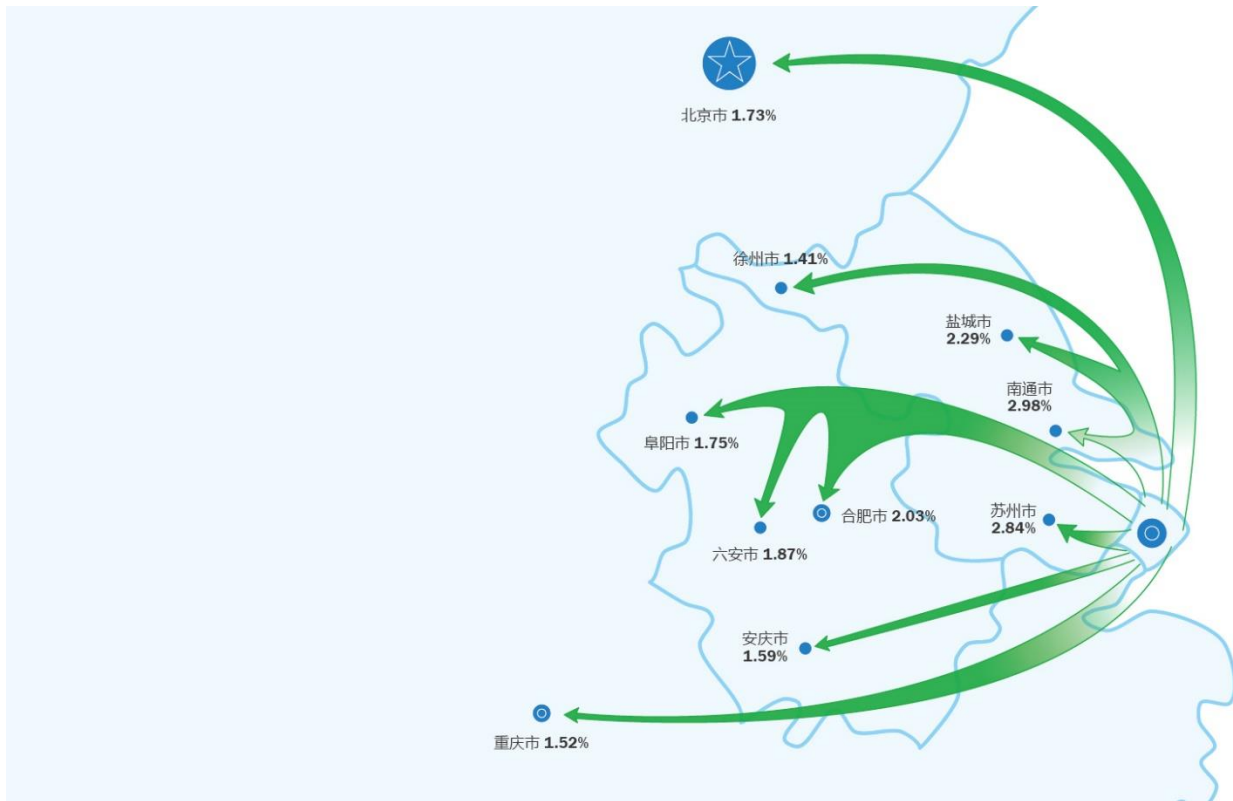 北京市 1.73%
徐州市 1.41%
盐城市
2.29%
南通市
2.98%
阜阳市 1.75%
苏州市
2.84%
合肥市 2.03%
六安市 1.87%
安庆市
1.59%
重庆市 1.52%